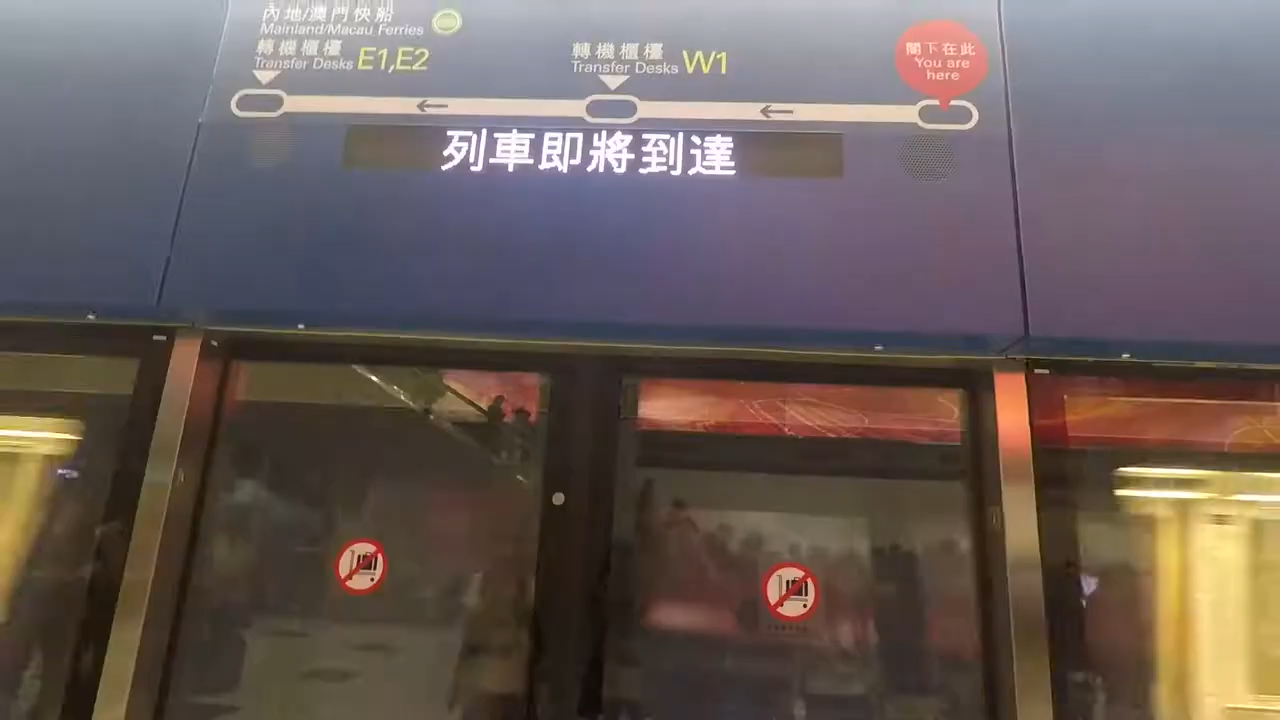 內地/澳門快船
Mainland/Macau Ferries
轉機櫃檯
Transfer Desks E1,E2
轉機櫃檯
Transfer Desks W1
閣下在此
You are
here
列車即將到達